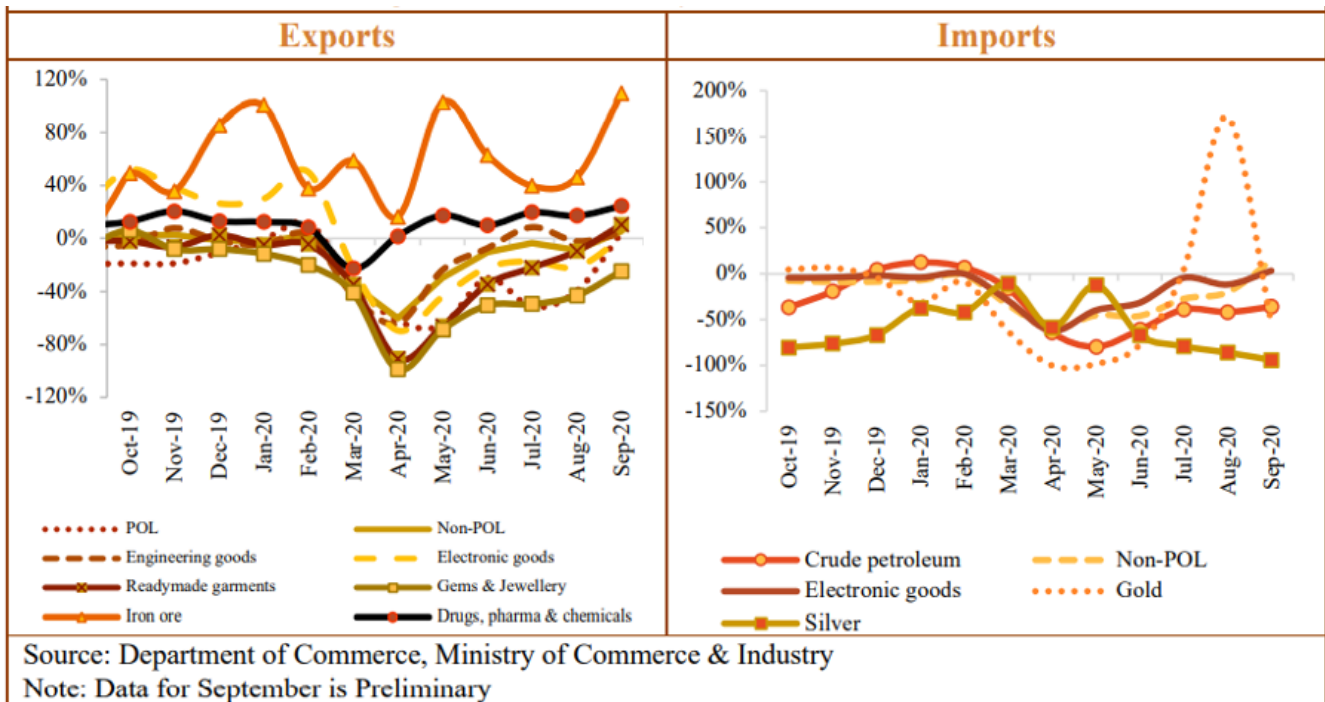 Exports
Imports
120%
80%
40%
0%
-40%
-80%
-120%
Oct-19
Nov-19
Dec-19
Jan-20
Feb-20
Mar-20
Apr-20
May-20
Jun-20
Jul-20
Aug-20
Sep-20
POL
Non-POL
Engineering goods
Electronic goods
Readymade garments
Gems & Jewellery
Iron ore
Drugs, pharma & chemicals
200%
150%
100%
50%
0%
-50%
-100%
-150%
Oct-19
Nov-19
Dec-19
Jan-20
Feb-20
Mar-20
Apr-20
May-20
Jun-20
Jul-20
Aug-20
Sep-20
Crude petroleum
Non-POL
Electronic goods
Gold
Silver
Source: Department of Commerce, Ministry of Commerce & Industry
Note: Data for September is Preliminary